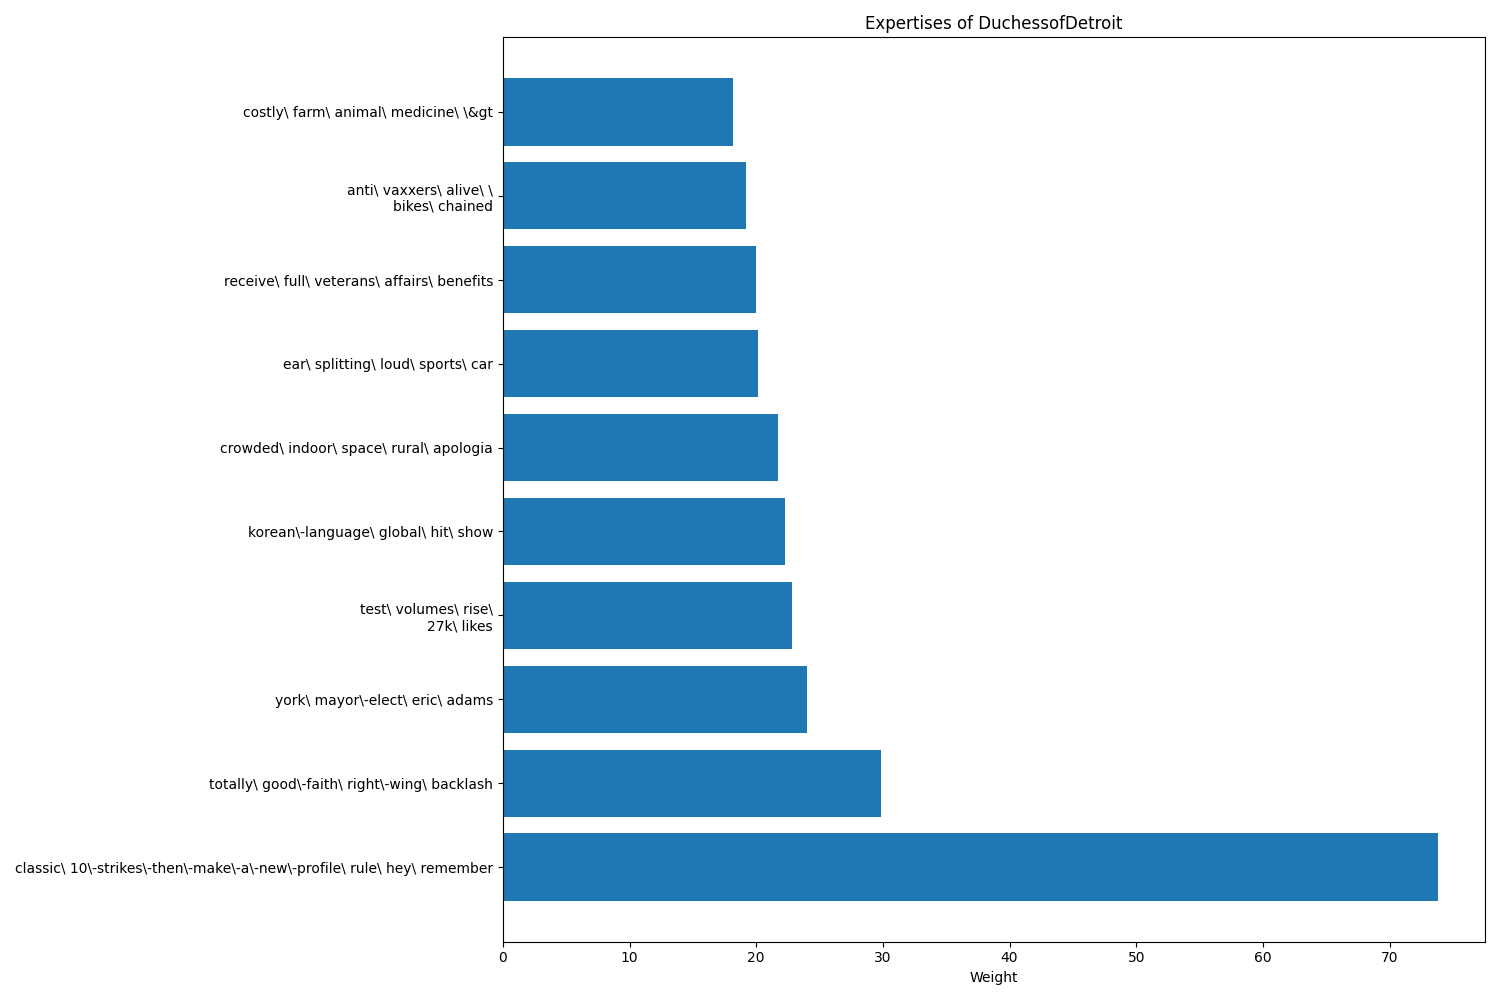 Expertises of DuchessofDetroit
costly\ farm\ animal\ medicine\ \&gt
anti\ vaxxers\ alive\ \
bikes\ chained
receive\ full\ veterans\ affairs\ benefits
ear\ splitting\ loud\ sports\ car
crowded\ indoor\ space\ rural\ apologia
korean\-language\ global\ hit\ show
test\ volumes\ rise\
27k\ likes
york\ mayor\-elect\ eric\ adams
totally\ good\-faith\ right\-wing\ backlash
classic\ 10\-strikes\-then\-make\-a\-new\-profile\ rule\ hey\ remember
0 10 20 30 40 50 60 70
Weight